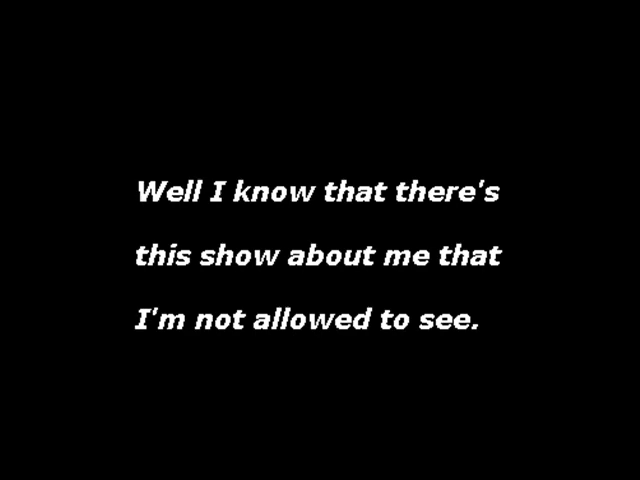 Well I know that there's
this show about me that
I'm not allowed to see.